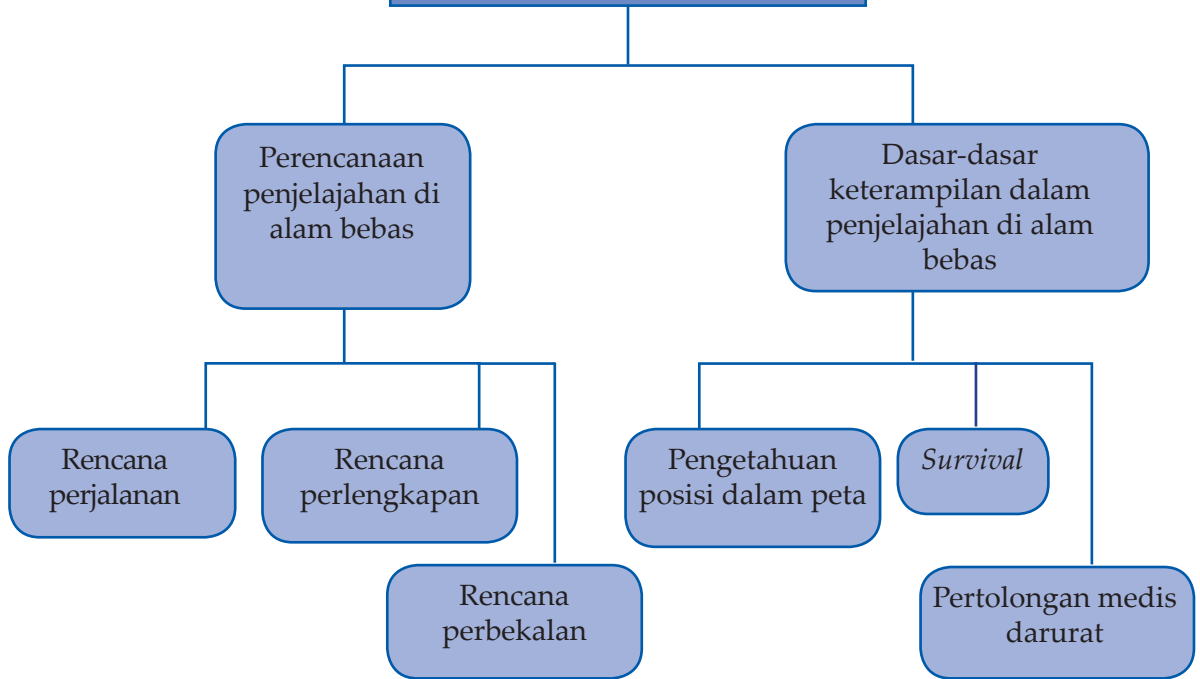 Perencanaan
penjelajahan di
alam bebas
Dasar-dasar
keterampilan dalam
penjelajahan di alam
bebas
Rencana
perjalanan
Rencana
perlengkapan
Rencana
perbekalan
Pengetahuan
posisi dalam peta
Survival
Pertolongan medis
darurat